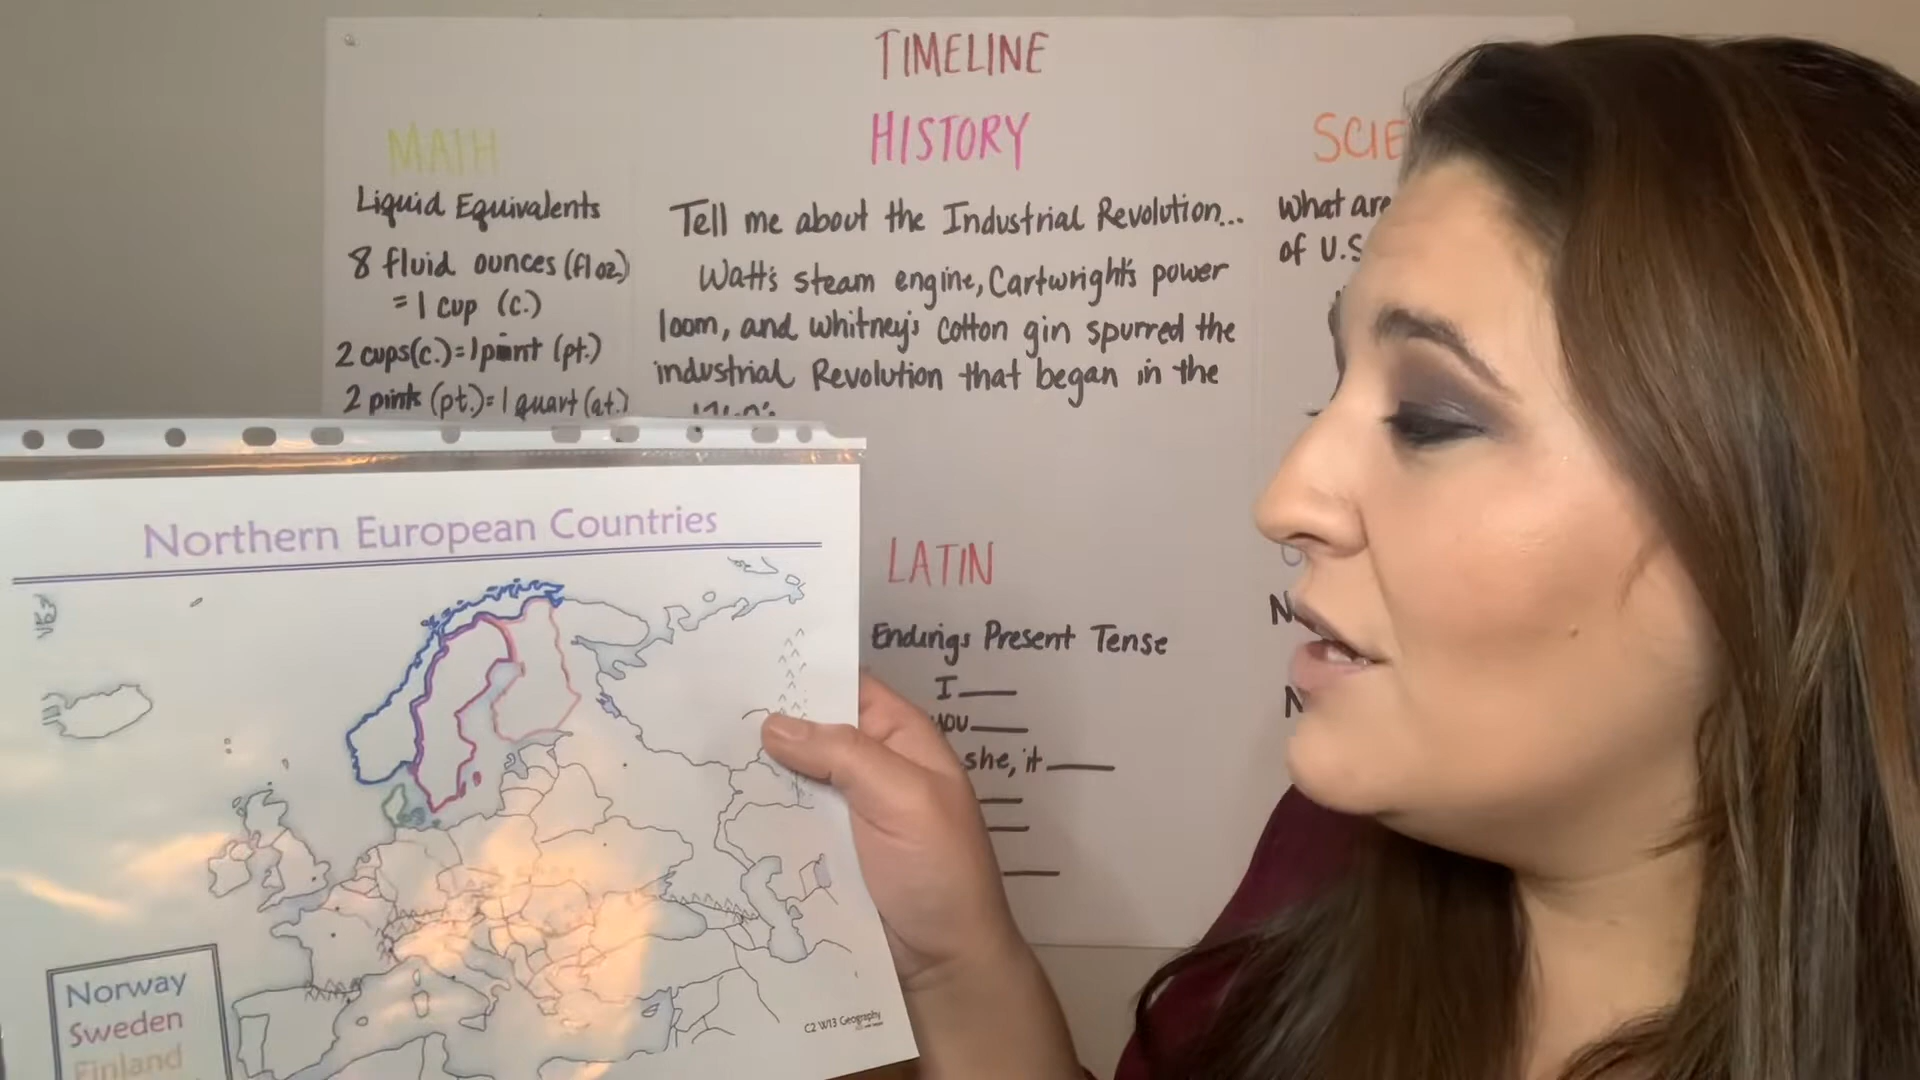 TIMELINE
MATH
Liquid Equivalents
8 fluid ounces (fl oz)
= 1 cup (c.)
2 cups (c.) = 1 pint (pt.)
2 pints (pt.) = 1 quart (qt.)
HISTORY
Tell me about the Industrial Revolution...
Watt's steam engine, Cartwright's power
loom, and Whitney's cotton gin spurred the
industrial Revolution that began in the
SCIE
What are
of U.S
LATIN
Endings Present Tense
I
you
she, it
Northern European Countries
Norway
Sweden
Finland
C2 W13 Geography